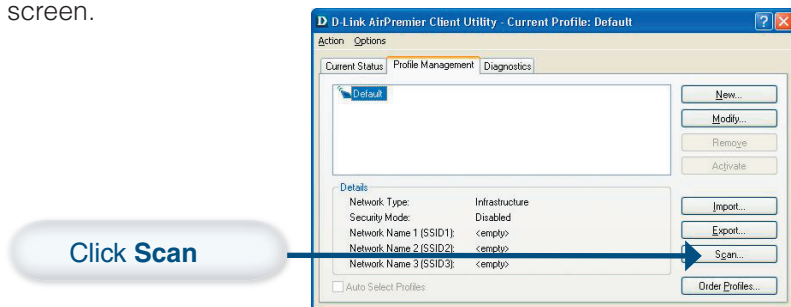 screen.
D D-Link AirPremier Client Utility - Current Profile: Default
Action Options
Current Status Profile Management Diagnostics
Default
New...
Modify...
Remove
Activate
Details
Network Type: Infrastructure
Security Mode: Disabled
Network Name 1 (SSID1): <empty>
Network Name 2 (SSID2): <empty>
Network Name 3 (SSID3): <empty>
Import...
Export...
Scan...
Auto Select Profiles
Order Profiles...
Click Scan